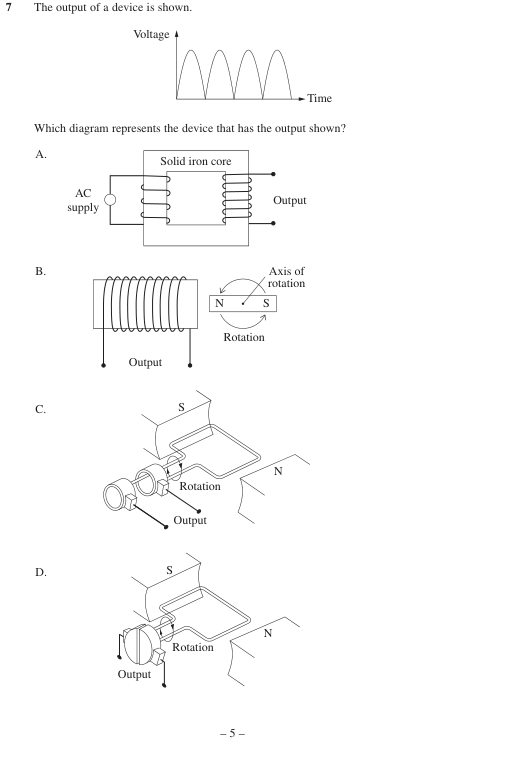 7 The output of a device is shown.
Voltage
Time
Which diagram represents the device that has the output shown?
A.
Solid iron core
AC
supply
Output
B.
Axis of
rotation
N
S
Rotation
Output
C.
S
N
Rotation
Output
D.
S
N
Rotation
Output
– 5 –